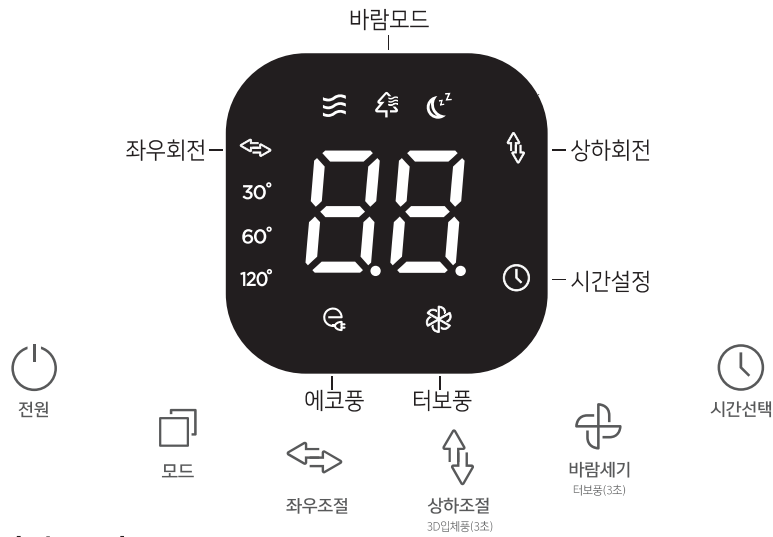 바람모드
좌우회전
상하회전
30°
60°
120°
88
시간설정
에코풍
터보풍
전원
모드
좌우조절
상하조절
3D입체풍(3초)
바람세기
터보풍(3초)
시간선택